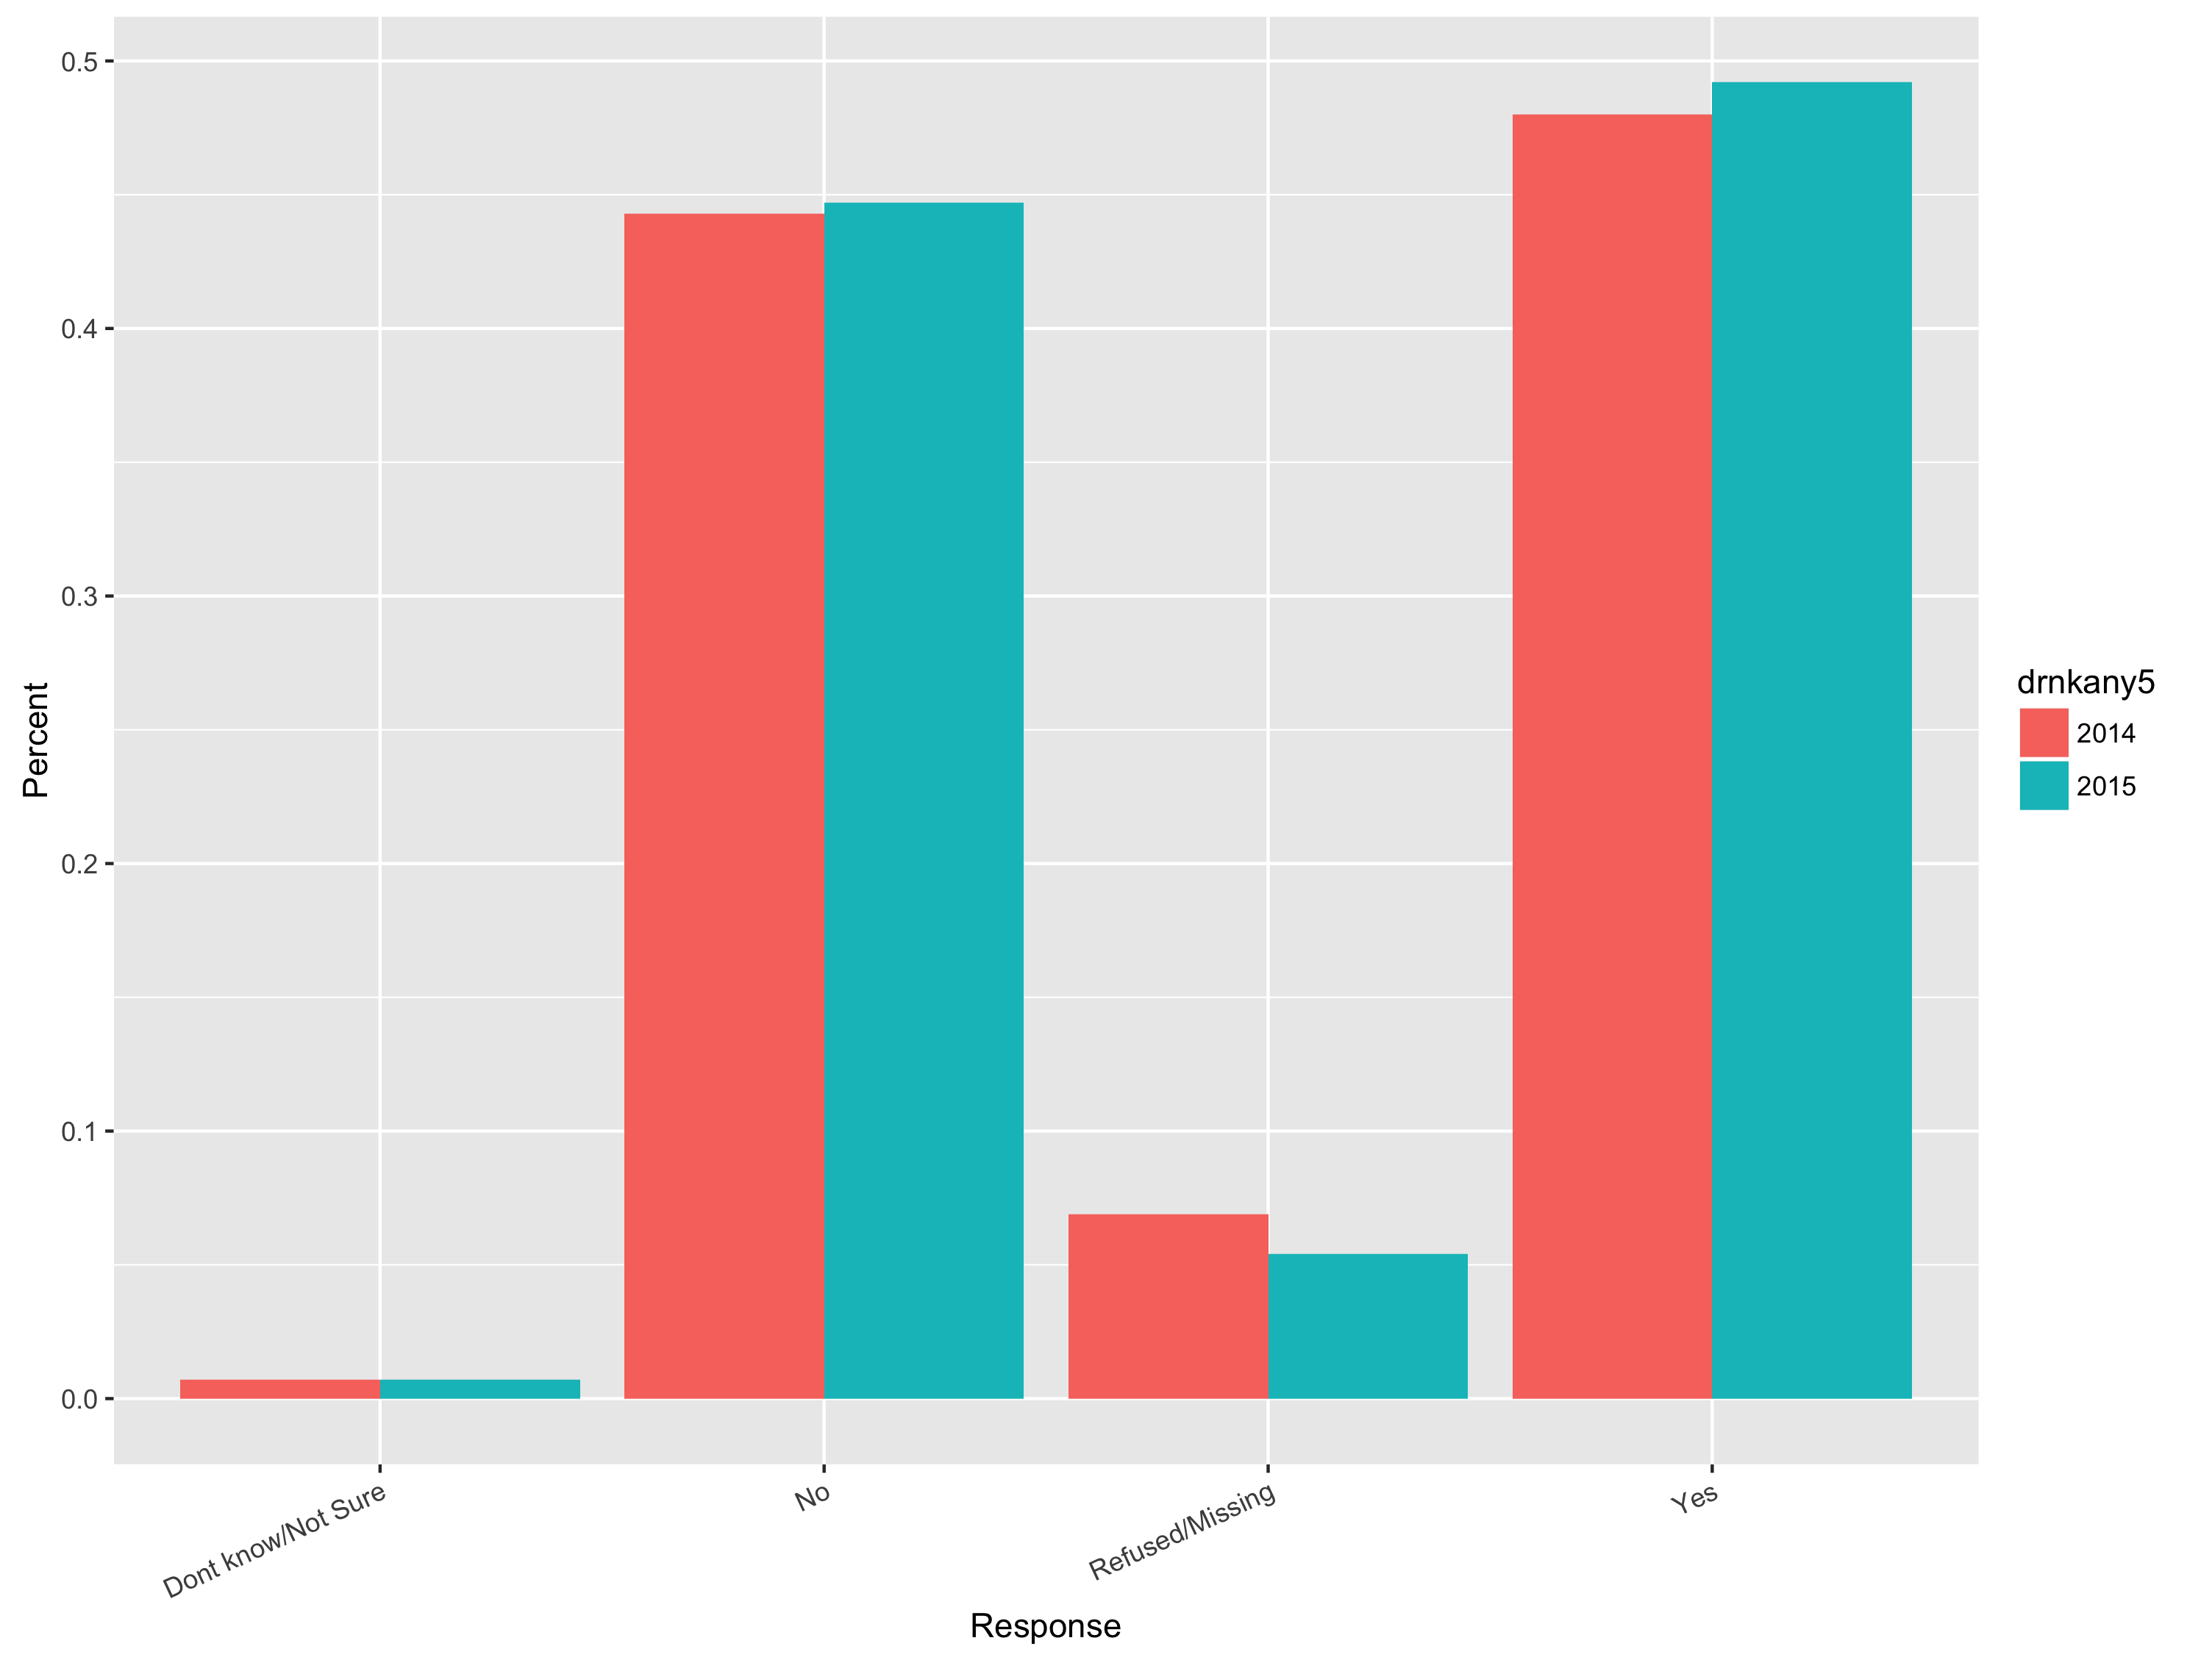 0.5
0.4
0.3
0.2
0.1
0.0
Percent
Dont know/Not Sure
No
Refused/Missing
Yes
Response
drnkany5
2014
2015